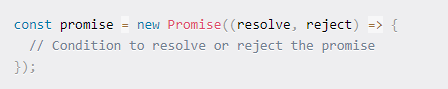 const promise = new Promise((resolve, reject) => {
  // Condition to resolve or reject the promise
});